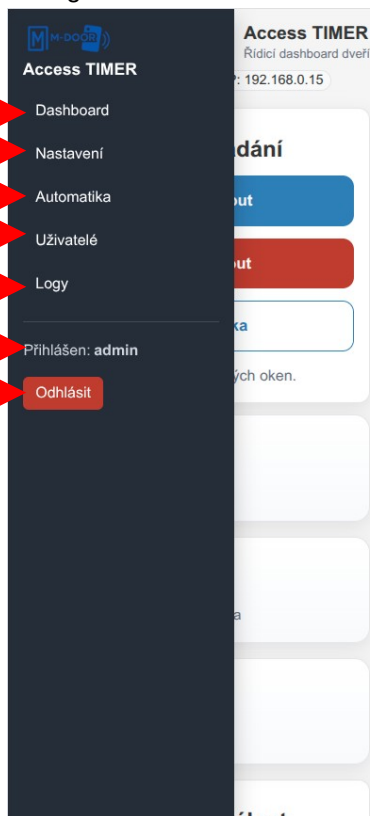 M-DOOR
Access TIMER
Dashboard
Nastavení
Automatika
Uživatelé
Logy
Přihlášen: admin
Odhlásit
Access TIMER
Řídicí dashboard dveří
: 192.168.0.15
dání
out
out
ka
ých oken.
a